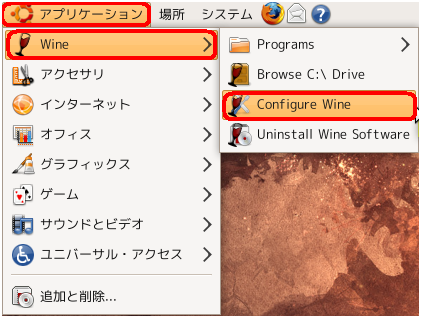 アプリケーション 場所 システム
Wine
アクセサリ
インターネット
オフィス
グラフィックス
ゲーム
サウンドとビデオ
ユニバーサル・アクセス
追加と削除...
Programs
Browse C:\ Drive
Configure Wine
Uninstall Wine Software